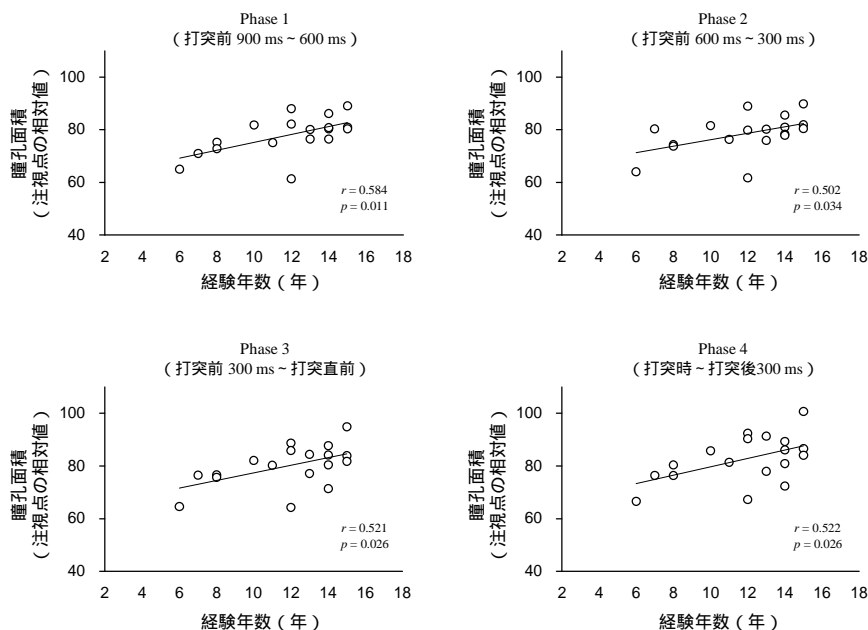 Phase 1
( 打突前 900 ms ~ 600 ms )
瞳孔面積
( 注視点の相対値 )
100
80
60
40
2 4 6 8 10 12 14 16 18
経験年数 ( 年 )
r = 0.584
p = 0.011
Phase 2
( 打突前 600 ms ~ 300 ms )
瞳孔面積
( 注視点の相対値 )
100
80
60
40
2 4 6 8 10 12 14 16 18
経験年数 ( 年 )
r = 0.502
p = 0.034
Phase 3
( 打突前 300 ms ~ 打突直前 )
瞳孔面積
( 注視点の相対値 )
100
80
60
40
2 4 6 8 10 12 14 16 18
経験年数 ( 年 )
r = 0.521
p = 0.026
Phase 4
( 打突時 ~ 打突後300 ms )
瞳孔面積
( 注視点の相対値 )
100
80
60
40
2 4 6 8 10 12 14 16 18
経験年数 ( 年 )
r = 0.522
p = 0.026